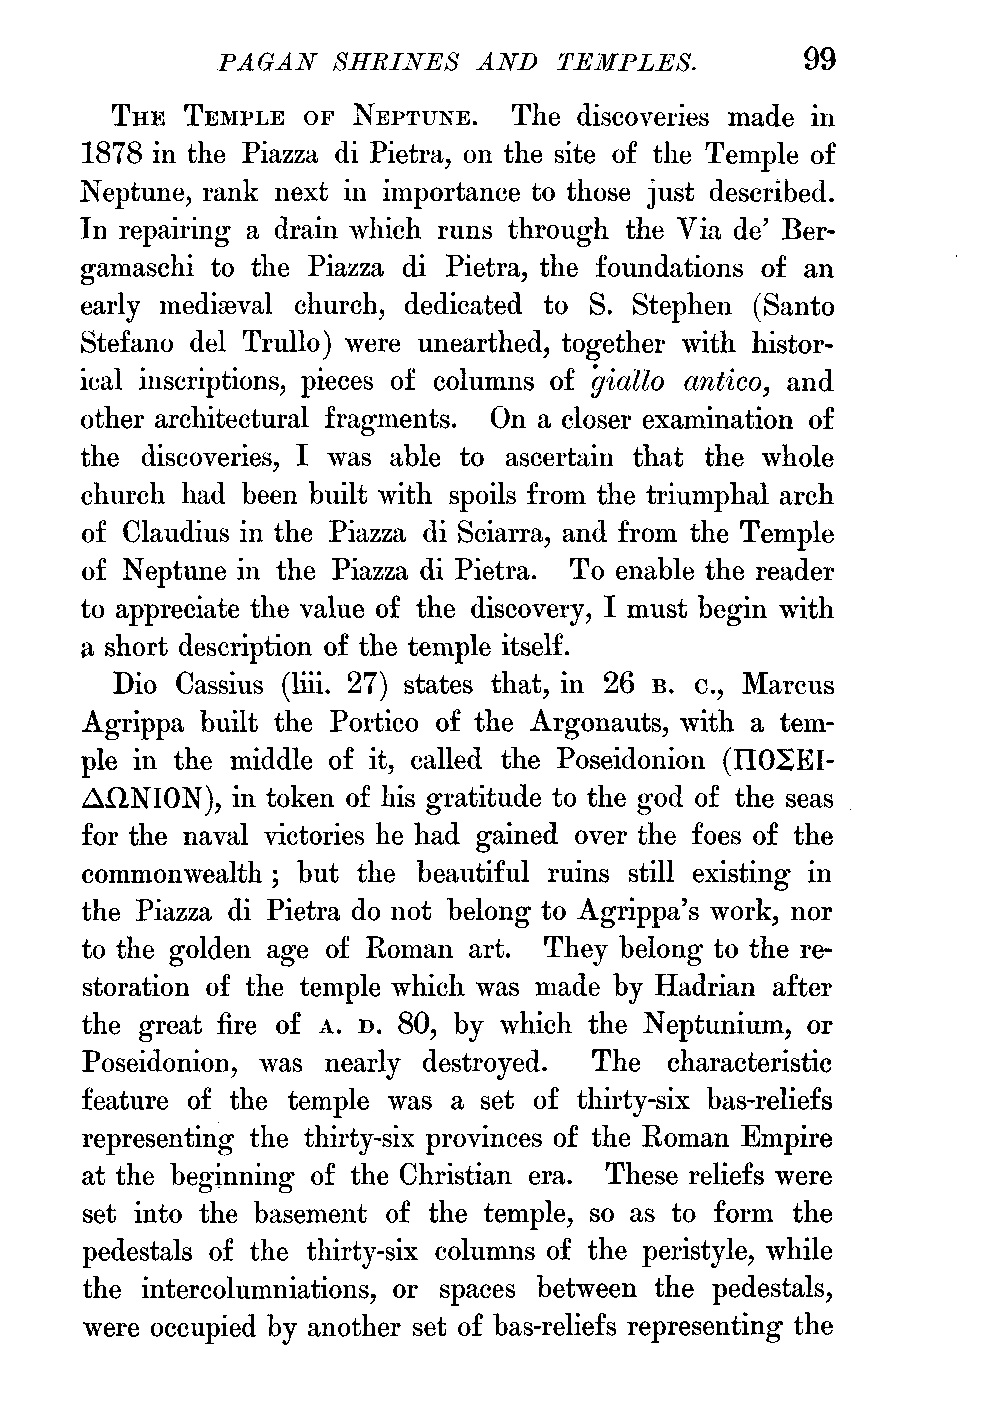 PAGAN SHRINES AND TEMPLES. 99
THE TEMPLE OF NEPTUNE. The discoveries made in
1878 in the Piazza di Pietra, on the site of the Temple of
Neptune, rank next in importance to those just described.
In repairing a drain which runs through the Via de' Ber-
gamaschi to the Piazza di Pietra, the foundations of an
early mediæval church, dedicated to S. Stephen (Santo
Stefano del Trullo) were unearthed, together with histor-
ical inscriptions, pieces of columns of giallo antico, and
other architectural fragments. On a closer examination of
the discoveries, I was able to ascertain that the whole
church had been built with spoils from the triumphal arch
of Claudius in the Piazza di Sciarra, and from the Temple
of Neptune in the Piazza di Pietra. To enable the reader
to appreciate the value of the discovery, I must begin with
a short description of the temple itself.
Dio Cassius (liii. 27) states that, in 26 B. C., Marcus
Agrippa built the Portico of the Argonauts, with a tem-
ple in the middle of it, called the Poseidonion (ΠΟΣΕΙ-
ΔΩΝΙΟΝ), in token of his gratitude to the god of the seas
for the naval victories he had gained over the foes of the
commonwealth ; but the beautiful ruins still existing in
the Piazza di Pietra do not belong to Agrippa's work, nor
to the golden age of Roman art. They belong to the re-
storation of the temple which was made by Hadrian after
the great fire of A. D. 80, by which the Neptunium, or
Poseidonion, was nearly destroyed. The characteristic
feature of the temple was a set of thirty-six bas-reliefs
representing the thirty-six provinces of the Roman Empire
at the beginning of the Christian era. These reliefs were
set into the basement of the temple, so as to form the
pedestals of the thirty-six columns of the peristyle, while
the intercolumniations, or spaces between the pedestals,
were occupied by another set of bas-reliefs representing the